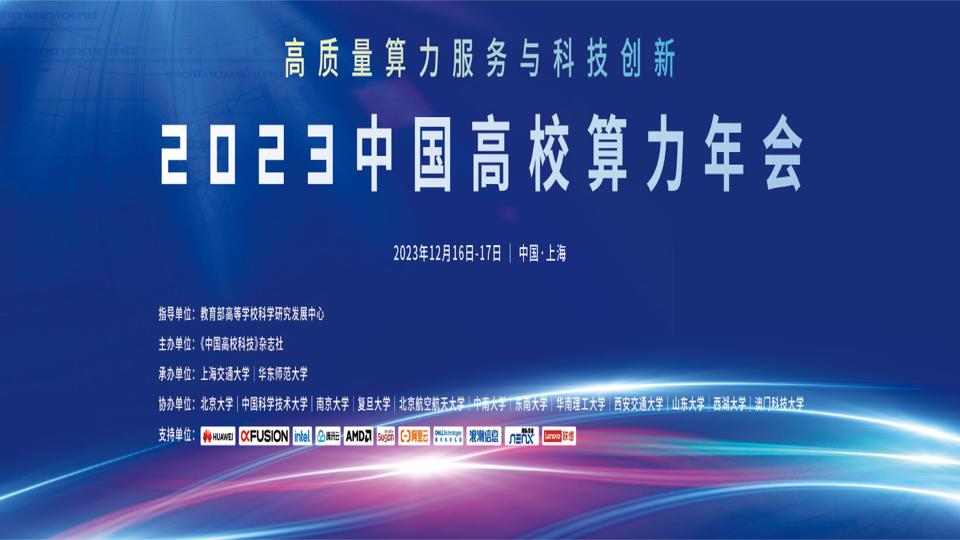 高质量算力服务与科技创新
2023中国高校算力年会
2023年12月16日-17日｜中国·上海
指导单位：教育部高等学校科学研究发展中心
主办单位：《中国高校科技》杂志社
承办单位：上海交通大学｜华东师范大学
协办单位：北京大学｜中国科学技术大学｜南京大学｜复旦大学｜北京航空航天大学｜中南大学｜东南大学｜华南理工大学｜西安交通大学｜山东大学｜西湖大学｜澳门科技大学
支持单位：HUAWEI XFUSION intel 腾讯云 AMD Sugon 阿里云 DELL Technologies 浪潮信息 Lenovo 联想